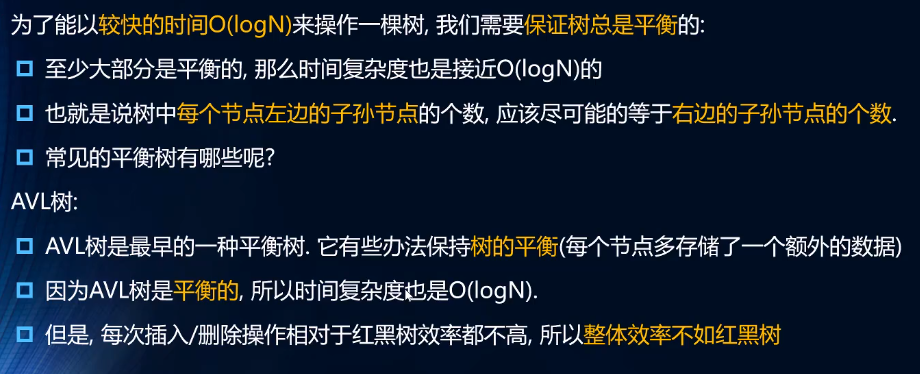 为了能以较快的时间O(logN)来操作一棵树, 我们需要保证树总是平衡的:
至少大部分是平衡的, 那么时间复杂度也是接近O(logN)的
也就是说树中每个节点左边的子孙节点的个数, 应该尽可能的等于右边的子孙节点的个数.
常见的平衡树有哪些呢?
AVL树:
AVL树是最早的一种平衡树. 它有些办法保持树的平衡(每个节点多存储了一个额外的数据)
因为AVL树是平衡的, 所以时间复杂度也是O(logN).
但是, 每次插入/删除操作相对于红黑树效率都不高, 所以整体效率不如红黑树